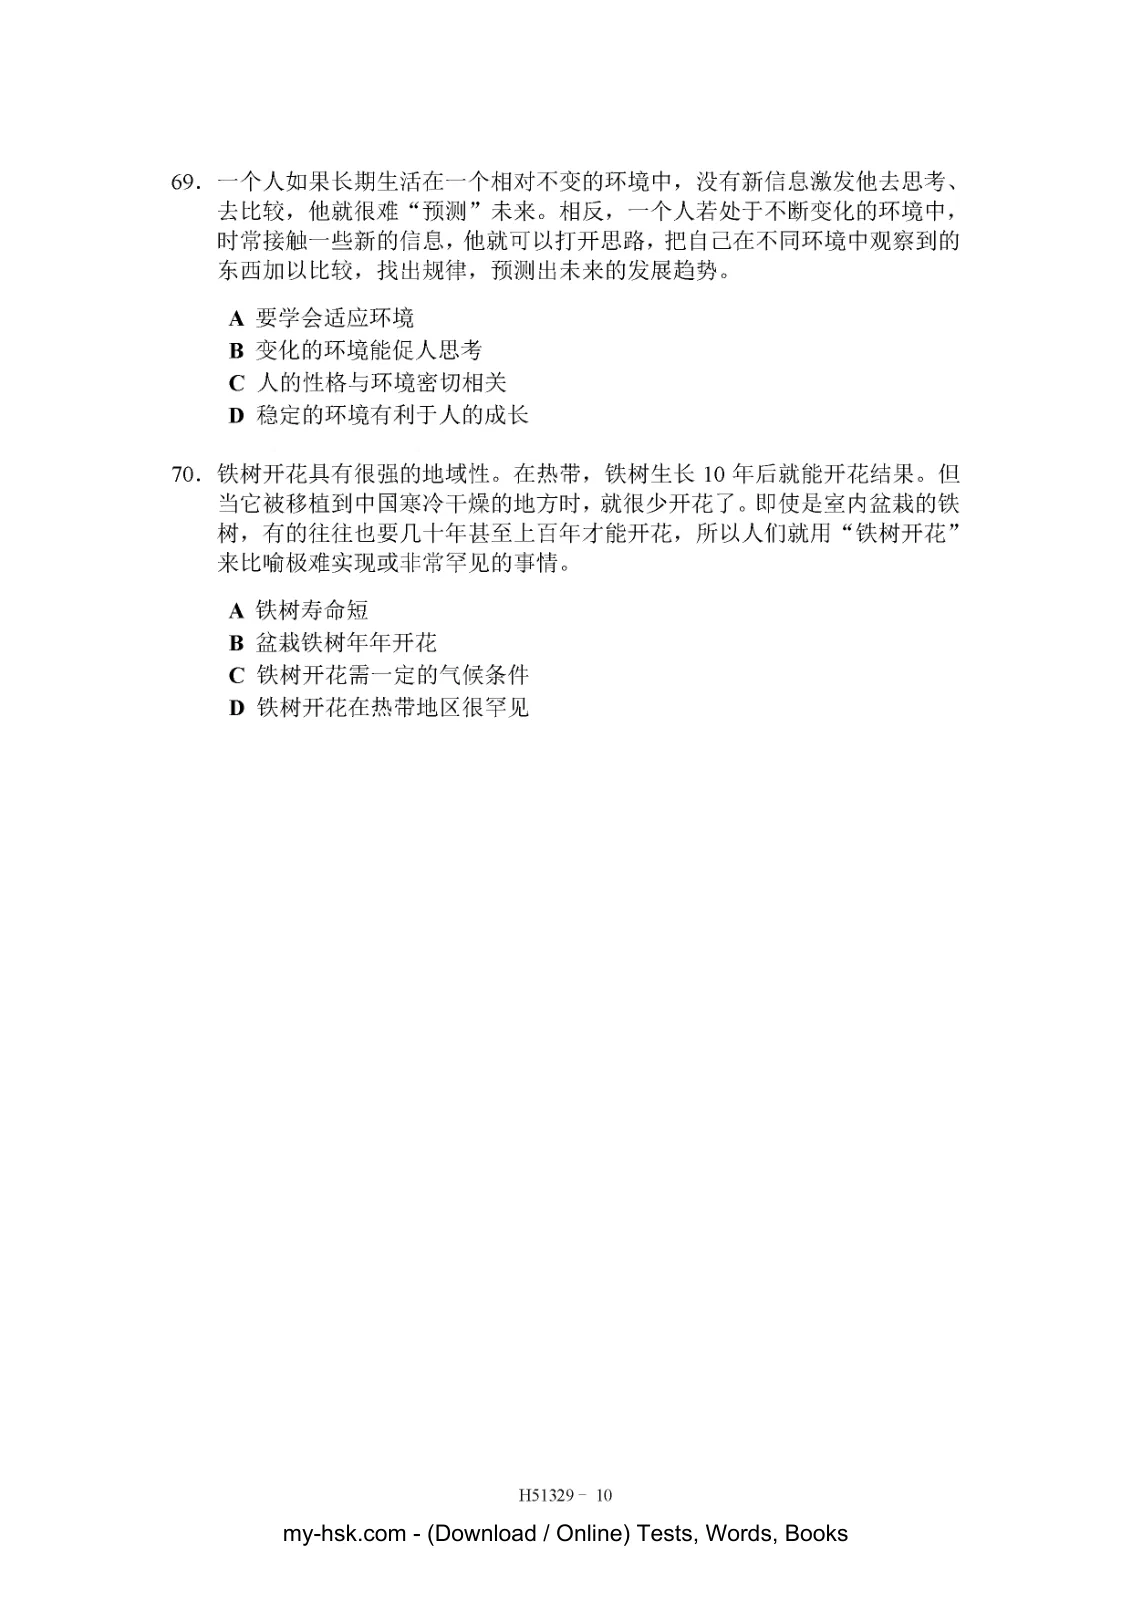 69．一个人如果长期生活在一个相对不变的环境中，没有新信息激发他去思考、
去比较，他就很难“预测”未来。相反，一个人若处于不断变化的环境中，
时常接触一些新的信息，他就可以打开思路，把自己在不同环境中观察到的
东西加以比较，找出规律，预测出未来的发展趋势。
A 要学会适应环境
B 变化的环境能促人思考
C 人的性格与环境密切相关
D 稳定的环境有利于人的成长
70．铁树开花具有很强的地域性。在热带，铁树生长 10 年后就能开花结果。但
当它被移植到中国寒冷干燥的地方时，就很少开花了。即使是室内盆栽的铁
树，有的往往也要几十年甚至上百年才能开花，所以人们就用“铁树开花”
来比喻极难实现或非常罕见的事情。
A 铁树寿命短
B 盆栽铁树年年开花
C 铁树开花需一定的气候条件
D 铁树开花在热带地区很罕见
H51329－ 10
my-hsk.com - (Download / Online) Tests, Words, Books